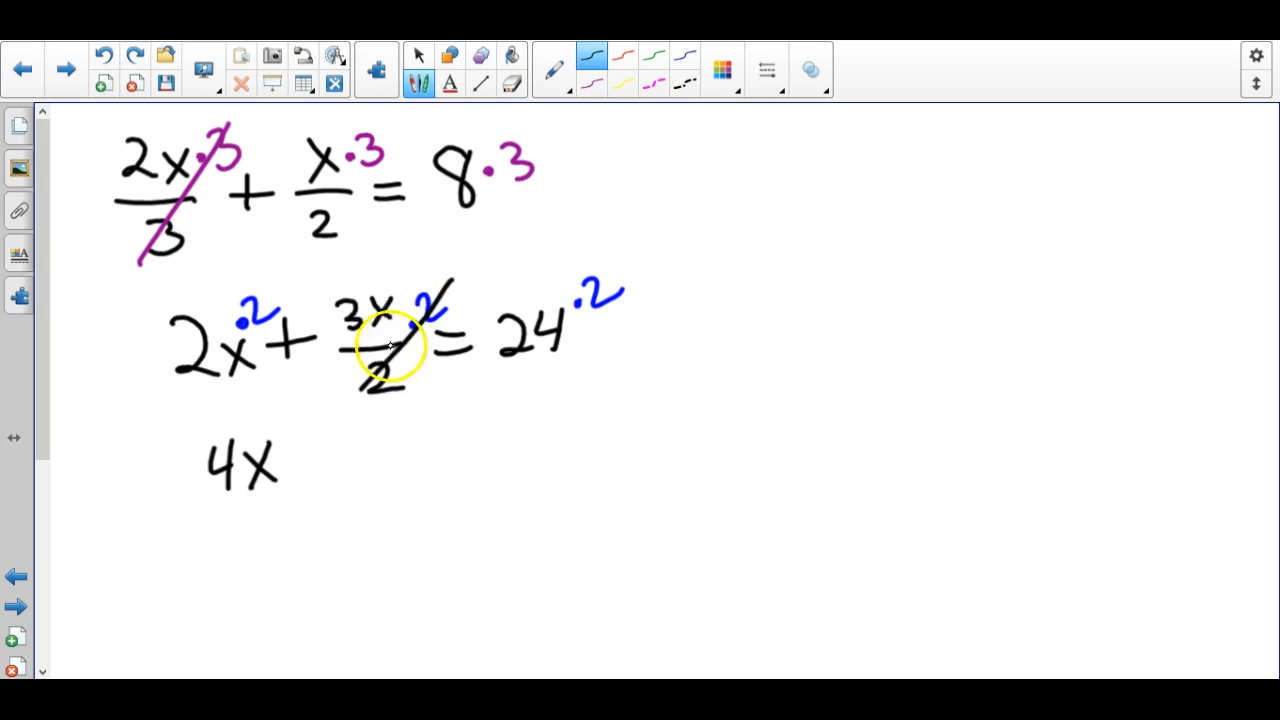 2x·3/3 + x·3/2 = 8·3
2x·2 + 3x·2/2 = 24·2
4x